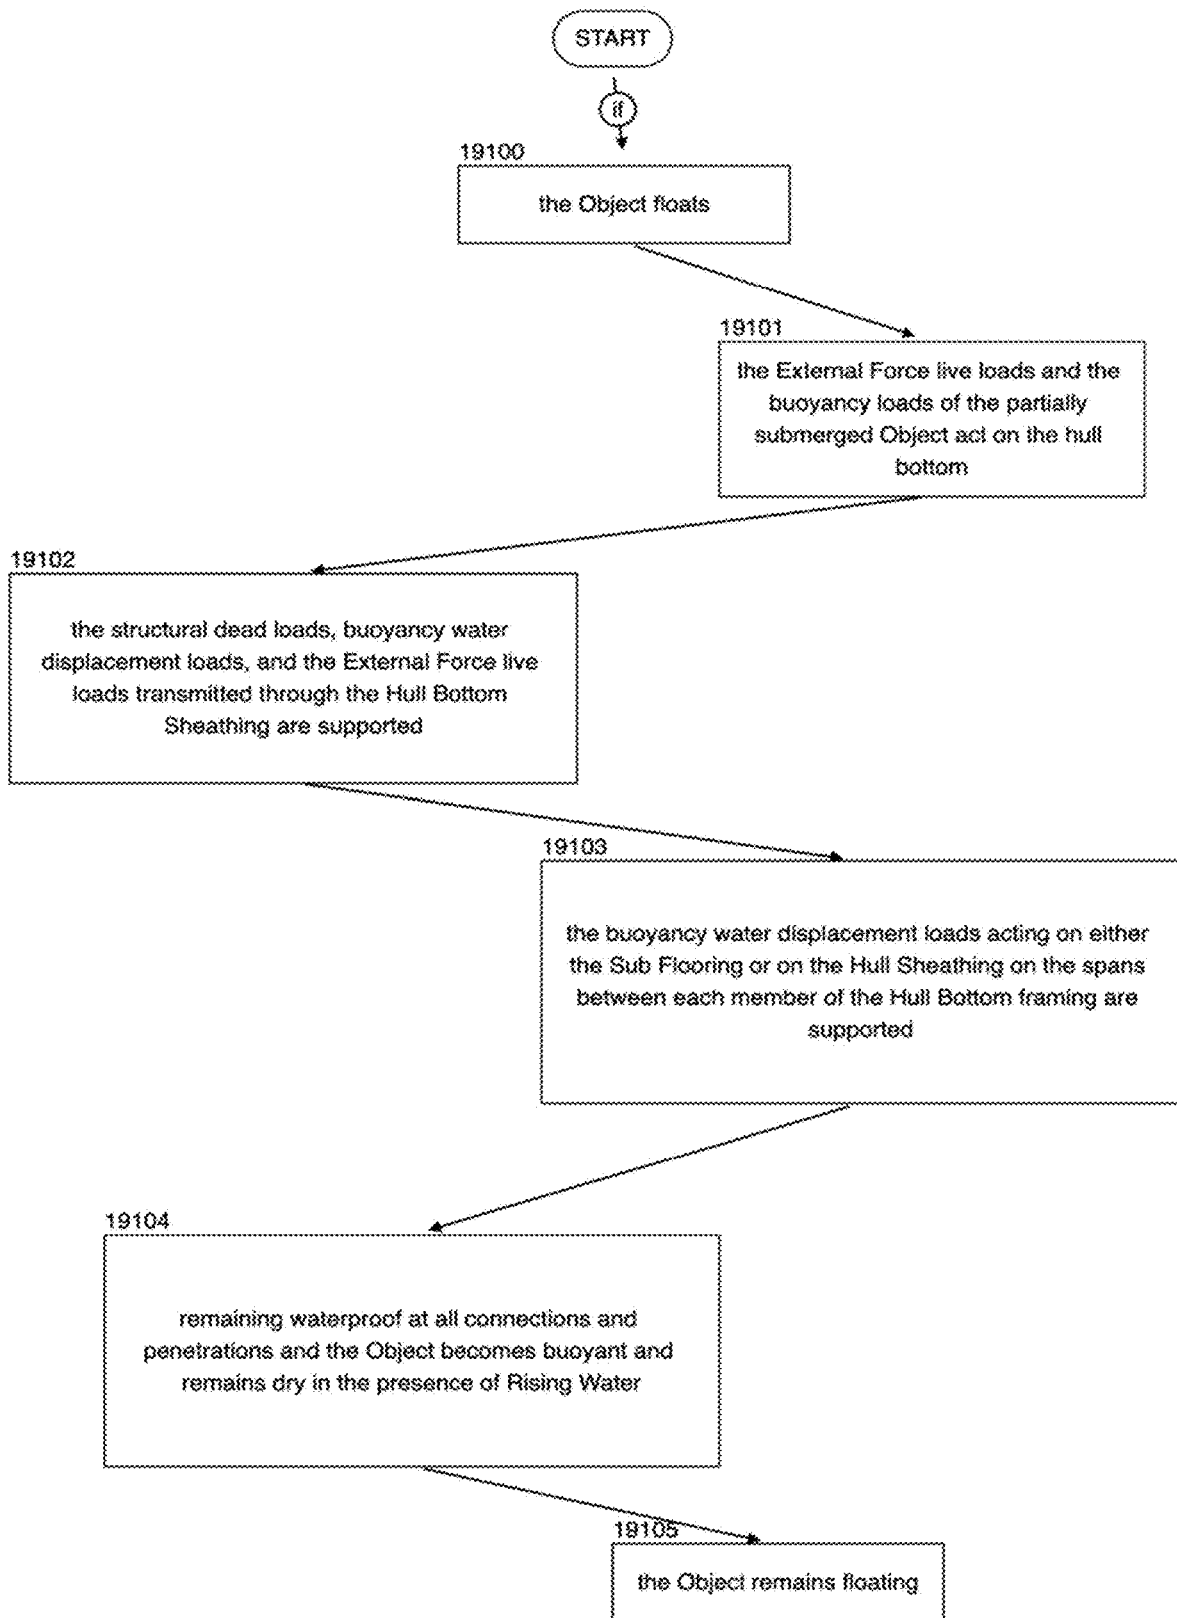 START
if
19100
the Object floats
19101
the External Force live loads and the
buoyancy loads of the partially
submerged Object act on the hull
bottom
19102
the structural dead loads, buoyancy water
displacement loads, and the External Force live
loads transmitted through the Hull Bottom
Sheathing are supported
19103
the buoyancy water displacement loads acting on either
the Sub Flooring or on the Hull Sheathing on the spans
between each member of the Hull Bottom framing are
supported
19104
remaining waterproof at all connections and
penetrations and the Object becomes buoyant and
remains dry in the presence of Rising Water
19105
the Object remains floating